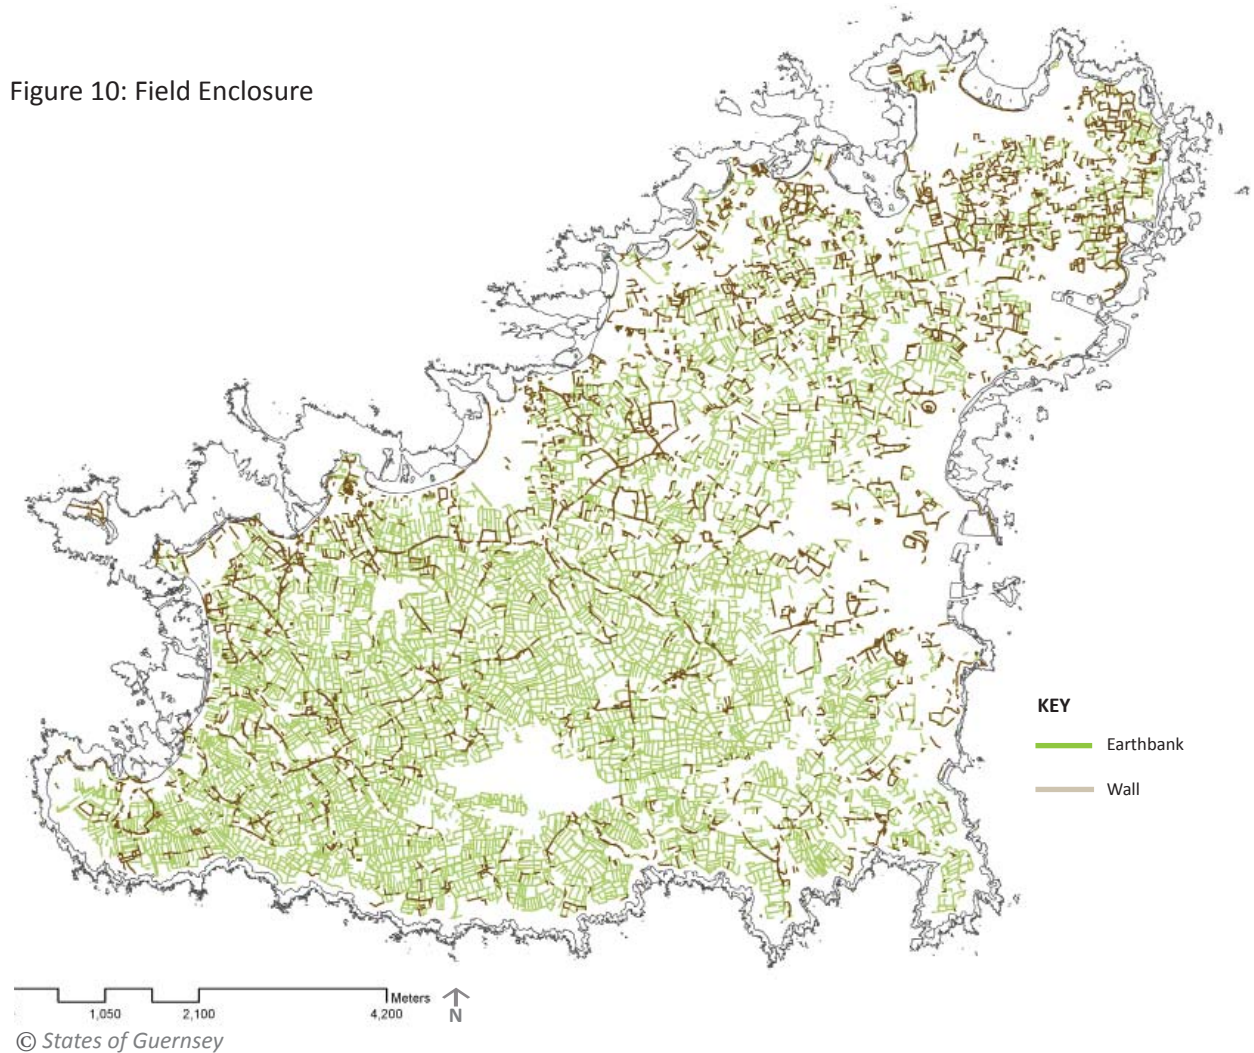 Figure 10: Field Enclosure
KEY
Earthbank
Wall
Meters
1,050 2,100 4,200
N
© States of Guernsey